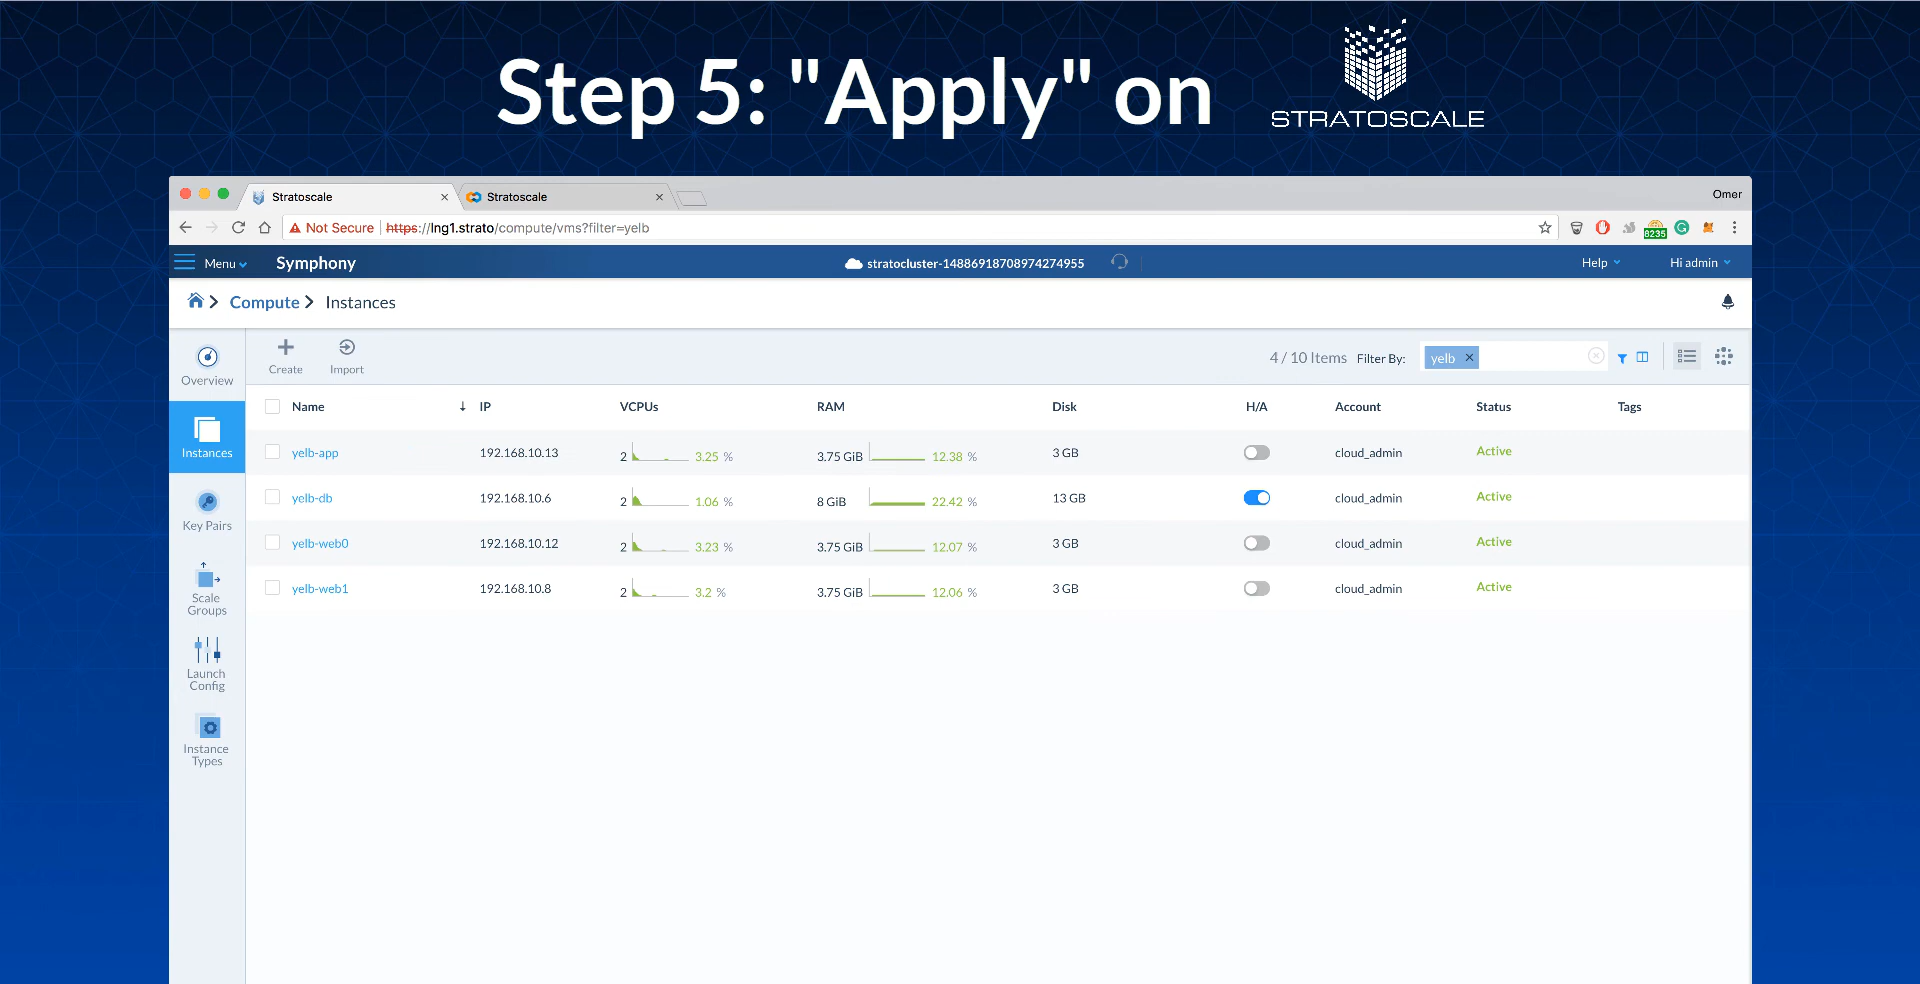 Step 5: "Apply" on
STRATOSCALE
Stratoscale
Stratoscale
Omer
Not Secure https://lng1.strato/compute/vms?filter=yelb
8235
Menu Symphony stratocluster-14886918708974274955 Help Hi admin
Compute Instances
Overview
Instances
Key Pairs
Scale
Groups
Launch
Config
Instance
Types
Create Import 4 / 10 Items Filter By: yelb
Name IP VCPUs RAM Disk H/A Account Status Tags
yelb-app 192.168.10.13 2 3.25 % 3.75 GiB 12.38 % 3 GB cloud_admin Active
yelb-db 192.168.10.6 2 1.06 % 8 GiB 22.42 % 13 GB cloud_admin Active
yelb-web0 192.168.10.12 2 3.23 % 3.75 GiB 12.07 % 3 GB cloud_admin Active
yelb-web1 192.168.10.8 2 3.2 % 3.75 GiB 12.06 % 3 GB cloud_admin Active